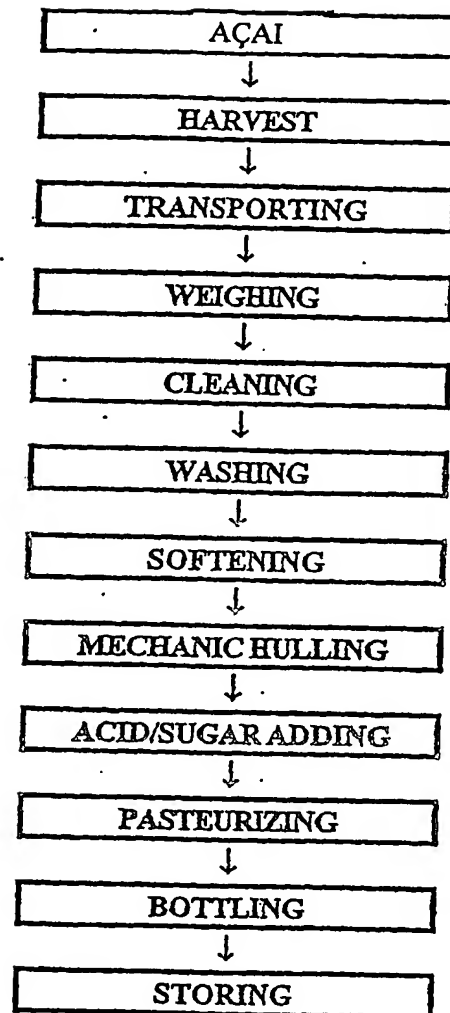 AÇAI
HARVEST
TRANSPORTING
WEIGHING
CLEANING
WASHING
SOFTENING
MECHANIC HULLING
ACID/SUGAR ADDING
PASTEURIZING
BOTTLING
STORING